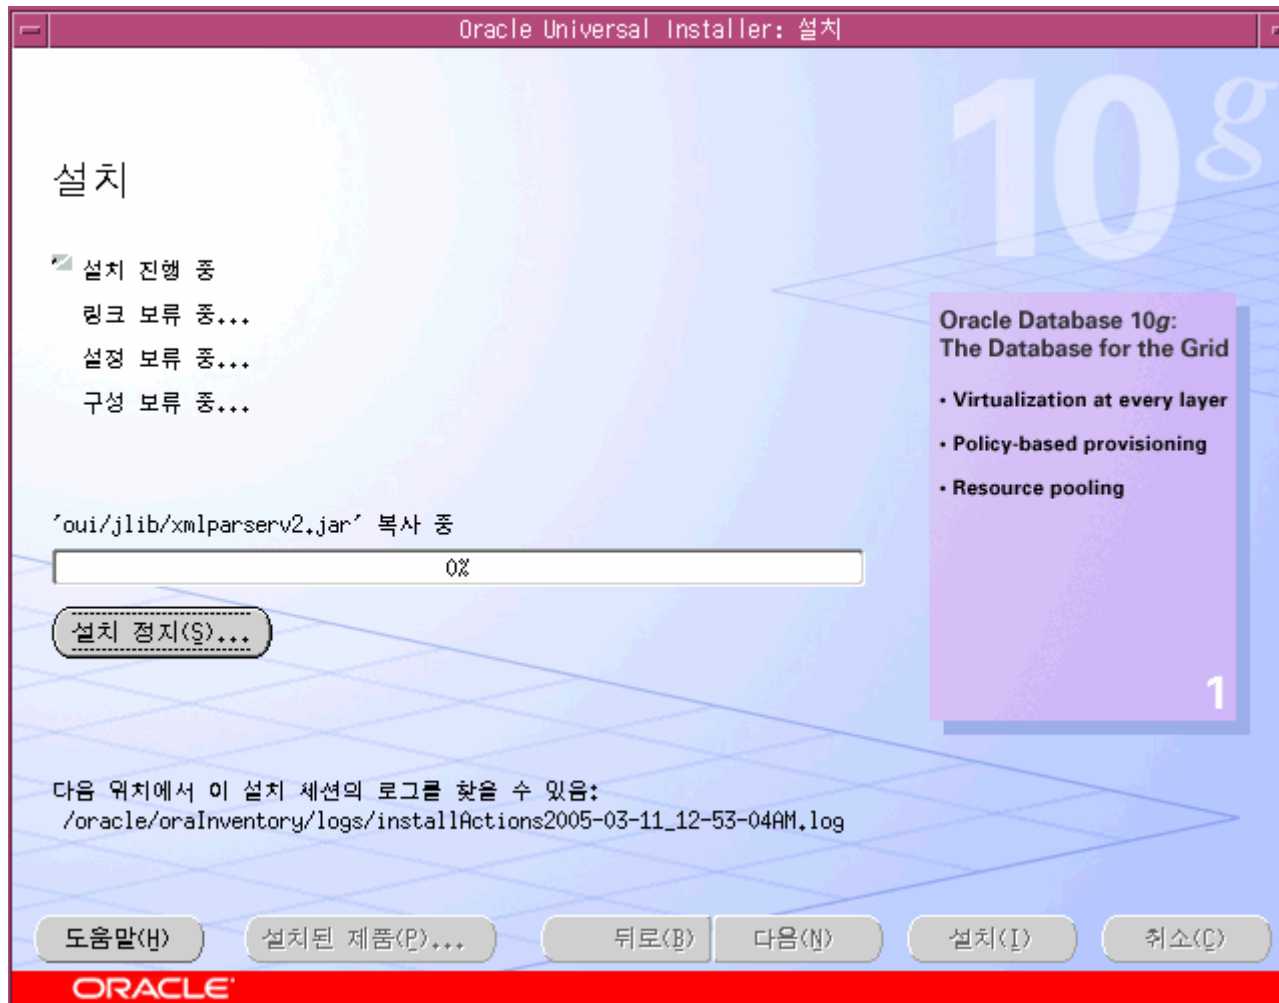 Oracle Universal Installer: 설치
10g
설치
설치 진행 중
링크 보류 중...
설정 보류 중...
구성 보류 중...
Oracle Database 10g:
The Database for the Grid
• Virtualization at every layer
• Policy-based provisioning
• Resource pooling
1
'oui/jlib/xmlparserv2.jar' 복사 중
0%
설치 정지(S)...
다음 위치에서 이 설치 세션의 로그를 찾을 수 있음:
/oracle/oraInventory/logs/installActions2005-03-11_12-53-04AM.log
도움말(H) 설치된 제품(P)... 뒤로(B) 다음(N) 설치(I) 취소(C)
ORACLE